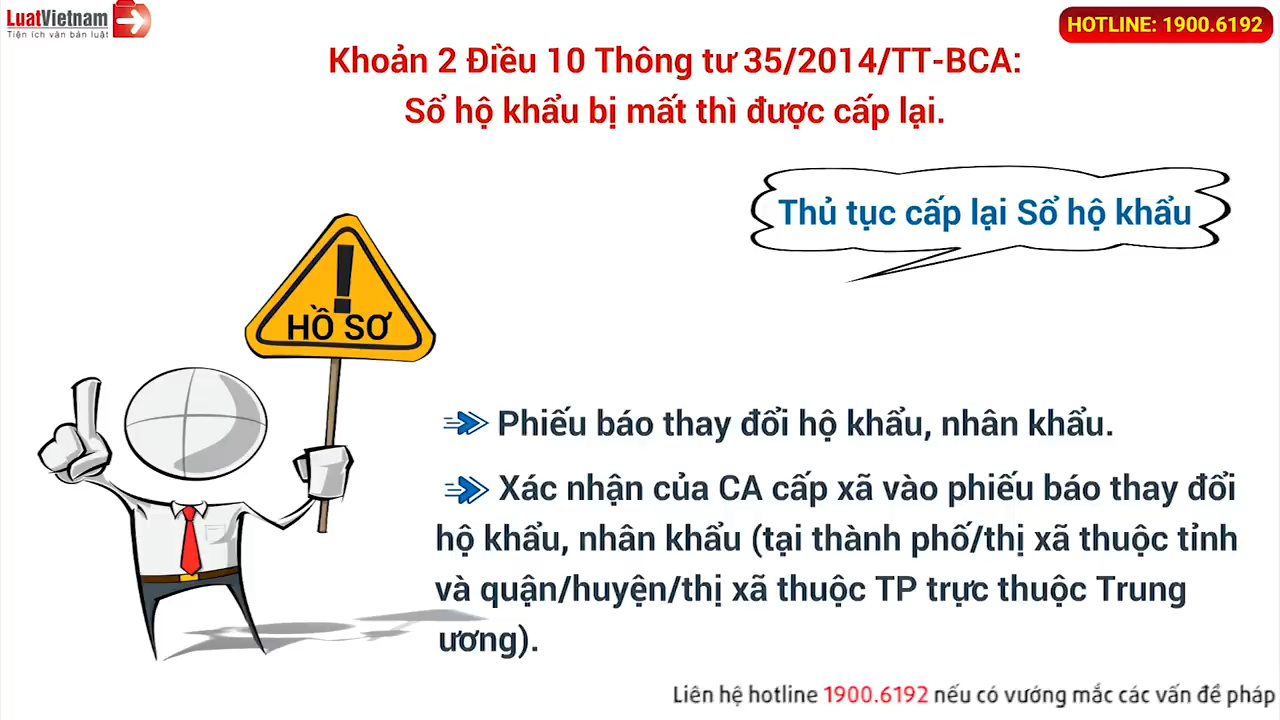 LuatVietnam
Tiện ích văn bản luật
HOTLINE: 1900.6192
Khoản 2 Điều 10 Thông tư 35/2014/TT-BCA:
Sổ hộ khẩu bị mất thì được cấp lại.
Thủ tục cấp lại Sổ hộ khẩu
!
HỒ SƠ
Phiếu báo thay đổi hộ khẩu, nhân khẩu.
Xác nhận của CA cấp xã vào phiếu báo thay đổi
hộ khẩu, nhân khẩu (tại thành phố/thị xã thuộc tỉnh
và quận/huyện/thị xã thuộc TP trực thuộc Trung
ương).
Liên hệ hotline 1900.6192 nếu có vướng mắc các vấn đề pháp